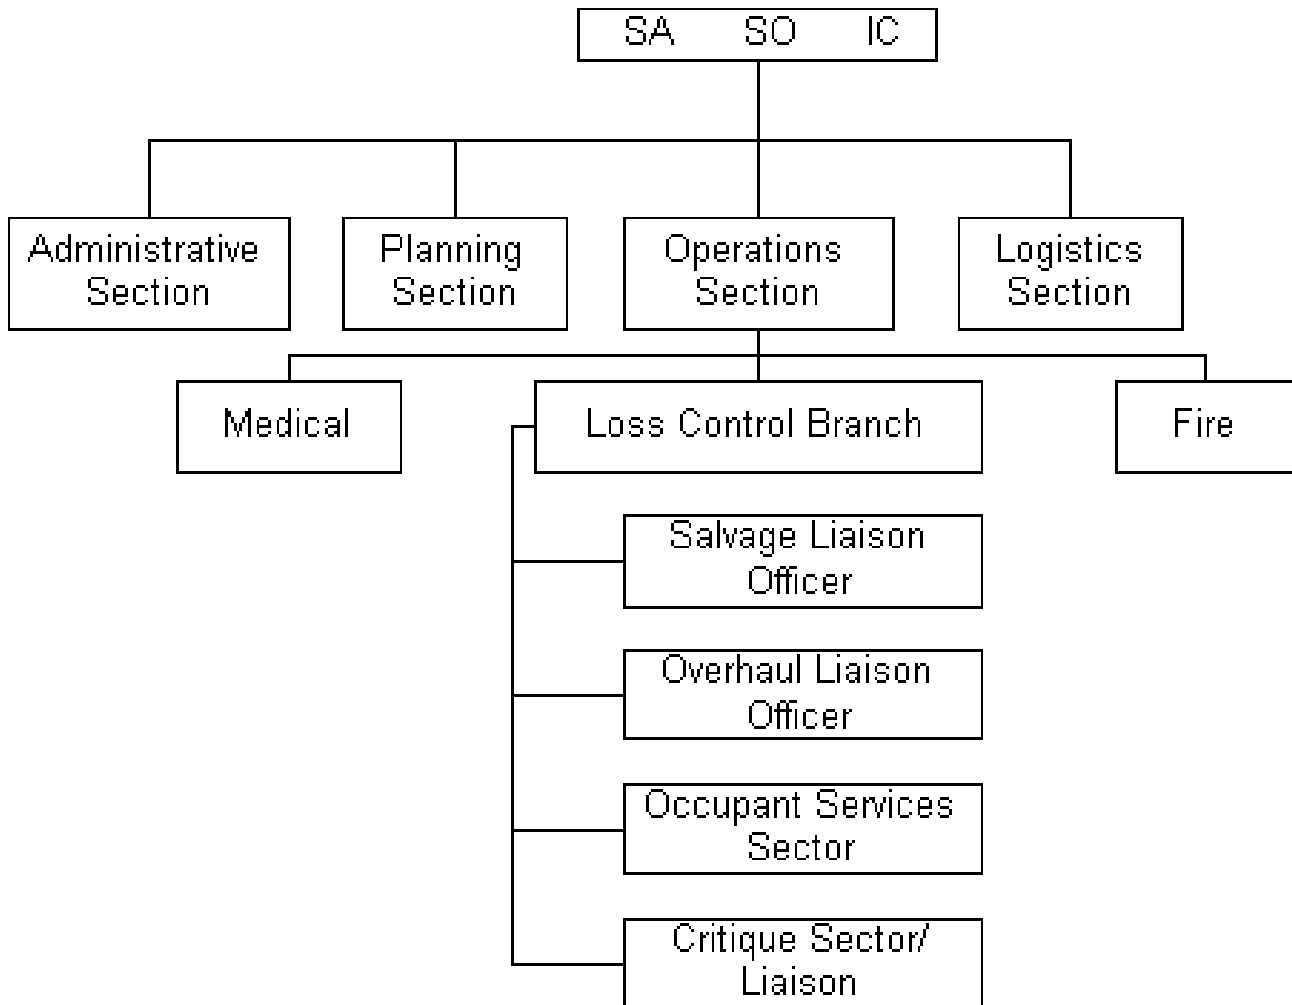 SA SO IC
Administrative
Section
Planning
Section
Operations
Section
Logistics
Section
Medical
Loss Control Branch
Fire
Salvage Liaison
Officer
Overhaul Liaison
Officer
Occupant Services
Sector
Critique Sector/
Liaison